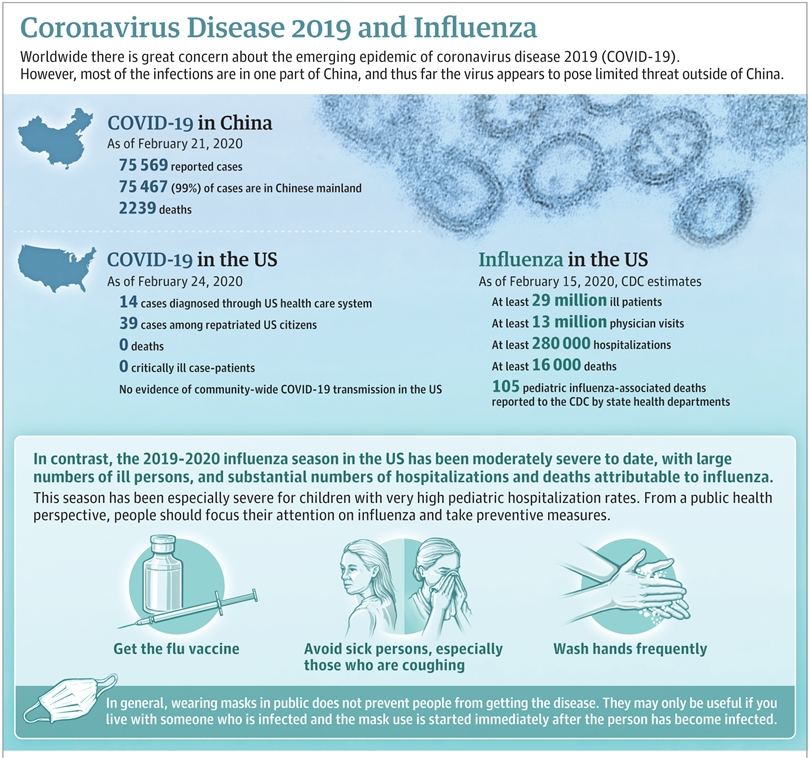 Coronavirus Disease 2019 and Influenza
Worldwide there is great concern about the emerging epidemic of coronavirus disease 2019 (COVID-19).
However, most of the infections are in one part of China, and thus far the virus appears to pose limited threat outside of China.
COVID-19 in China
As of February 21, 2020
75 569 reported cases
75 467 (99%) of cases are in Chinese mainland
2239 deaths
COVID-19 in the US
As of February 24, 2020
14 cases diagnosed through US health care system
39 cases among repatriated US citizens
0 deaths
0 critically ill case-patients
No evidence of community-wide COVID-19 transmission in the US
Influenza in the US
As of February 15, 2020, CDC estimates
At least 29 million ill patients
At least 13 million physician visits
At least 280 000 hospitalizations
At least 16 000 deaths
105 pediatric influenza-associated deaths
reported to the CDC by state health departments
In contrast, the 2019-2020 influenza season in the US has been moderately severe to date, with large
numbers of ill persons, and substantial numbers of hospitalizations and deaths attributable to influenza.
This season has been especially severe for children with very high pediatric hospitalization rates. From a public health
perspective, people should focus their attention on influenza and take preventive measures.
Get the flu vaccine
Avoid sick persons, especially
those who are coughing
Wash hands frequently
In general, wearing masks in public does not prevent people from getting the disease. They may only be useful if you
live with someone who is infected and the mask use is started immediately after the person has become infected.